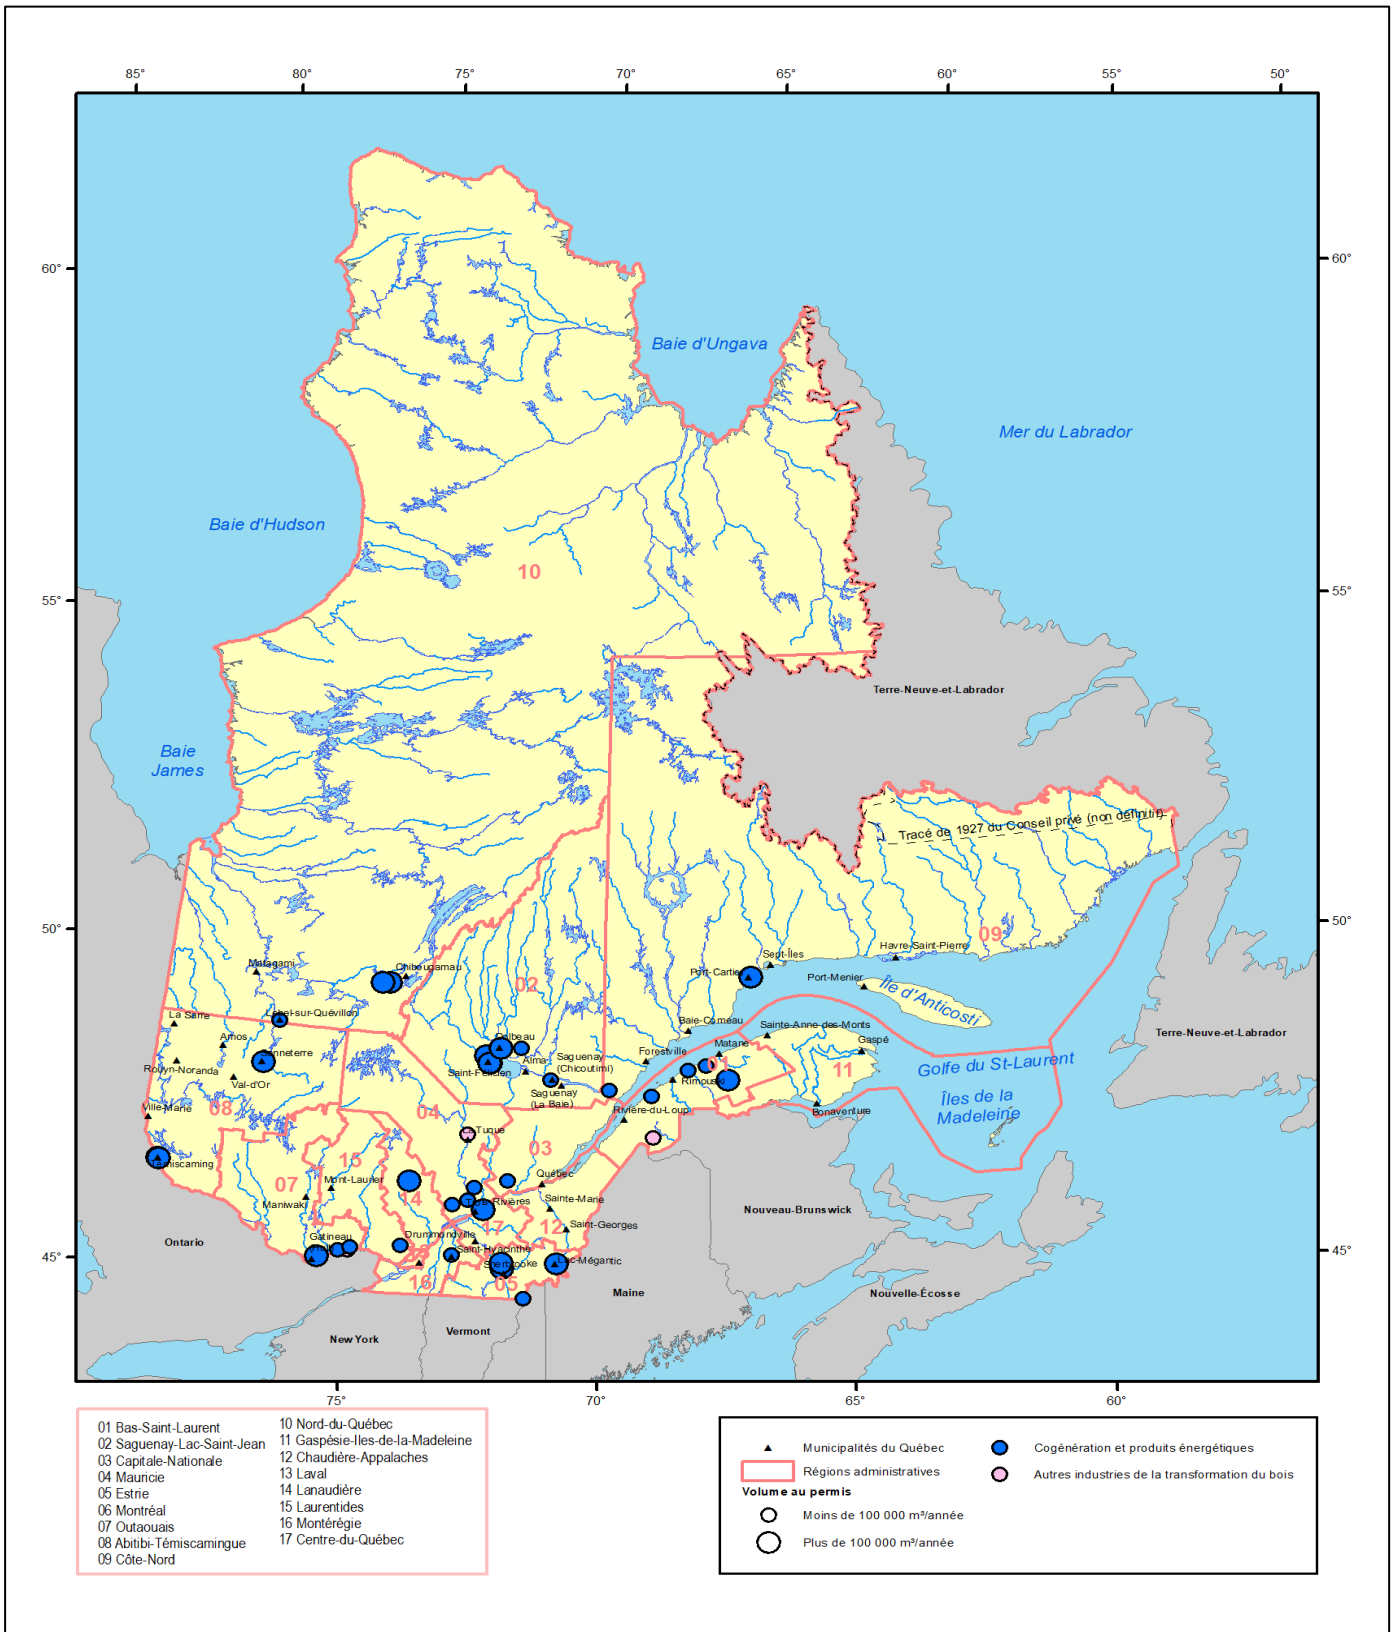 85°
80°
75°
70°
65°
60°
55°
50°
60°
60°
Baie d'Ungava
Mer du Labrador
Baie d'Hudson
10
55°
55°
Terre-Neuve-et-Labrador
Baie
James
Tracé de 1927 du Conseil privé (non définitif)
50°
50°
09
Havre-Saint-Pierre
Sept-Îles
Port-Cartier
Port-Menier
Île d'Anticosti
Matagami
Chibougamau
02
Lebel-sur-Quévillon
La Sarre
Amos
Senneterre
Rouyn-Noranda
Val-d'Or
Dolbeau
Alma
Saint-Félicien
Saguenay
(Chicoutimi)
Saguenay
(La Baie)
Baie-Comeau
Forestville
Sainte-Anne-des-Monts
Matane
Gaspé
01
11
Rimouski
Rivière-du-Loup
Bonaventure
Terre-Neuve-et-Labrador
Golfe du St-Laurent
Îles de la
Madeleine
Ville-Marie
08
04
La Tuque
03
Témiscaming
15
07
Mont-Laurier
Maniwaki
14
Québec
Trois-Rivières
Sainte-Marie
17
12
Saint-Georges
Nouveau-Brunswick
Ontario
Gatineau
Drummondville
Saint-Hyacinthe
Sherbrooke
Lac-Mégantic
16
05
45°
45°
Maine
Nouvelle-Écosse
New York
Vermont
75°
70°
65°
60°
01 Bas-Saint-Laurent
02 Saguenay-Lac-Saint-Jean
03 Capitale-Nationale
04 Mauricie
05 Estrie
06 Montréal
07 Outaouais
08 Abitibi-Témiscamingue
09 Côte-Nord
10 Nord-du-Québec
11 Gaspésie-Iles-de-la-Madeleine
12 Chaudière-Appalaches
13 Laval
14 Lanaudière
15 Laurentides
16 Montérégie
17 Centre-du-Québec
Municipalités du Québec
Régions administratives
Volume au permis
Moins de 100 000 m³/année
Plus de 100 000 m³/année
Cogénération et produits énergétiques
Autres industries de la transformation du bois